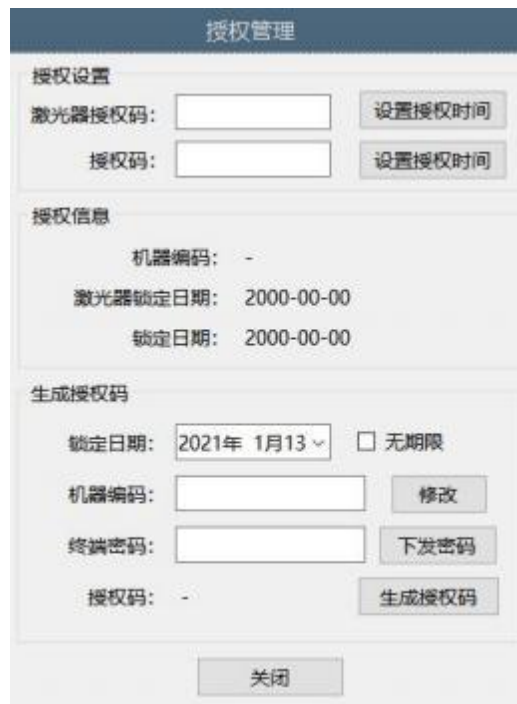 授权管理
授权设置
激光器授权码： 设置授权时间
授权码： 设置授权时间
授权信息
机器编码： -
激光器锁定日期： 2000-00-00
锁定日期： 2000-00-00
生成授权码
锁定日期： 2021年 1月13 无期限
机器编码： 修改
终端密码： 下发密码
授权码： - 生成授权码
关闭